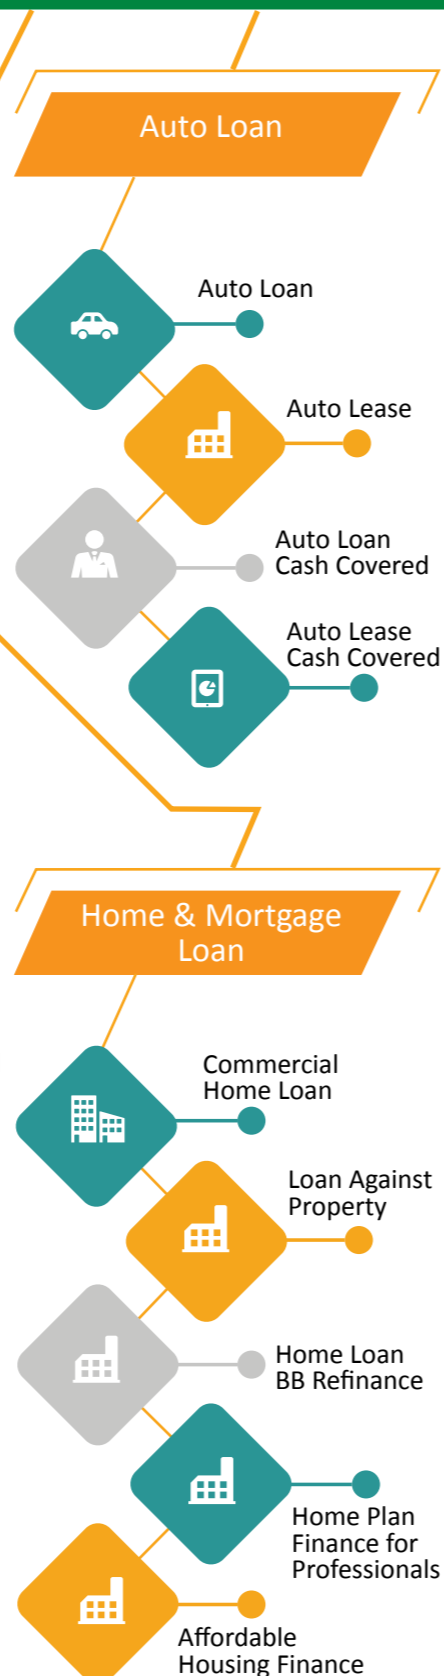 Auto Loan
Auto Loan
Auto Lease
Auto Loan
Cash Covered
Auto Lease
Cash Covered
Home & Mortgage
Loan
Commercial
Home Loan
Loan Against
Property
Home Loan
BB Refinance
Home Plan
Finance for
Professionals
Affordable
Housing Finance